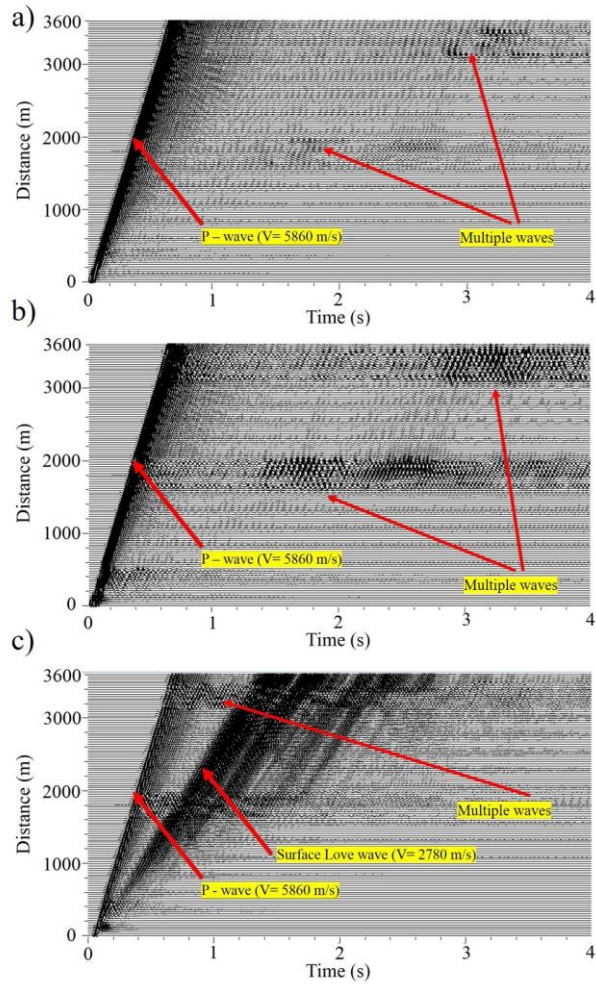 a)
3600
3000
2000
1000
0
Distance (m)
P – wave (V= 5860 m/s)
Multiple waves
0 1 2 3 4
Time (s)
b)
3600
3000
2000
1000
0
Distance (m)
P – wave (V= 5860 m/s)
Multiple waves
0 1 2 3 4
Time (s)
c)
3600
3000
2000
1000
0
Distance (m)
Multiple waves
Surface Love wave (V= 2780 m/s)
P - wave (V= 5860 m/s)
0 1 2 3 4
Time (s)